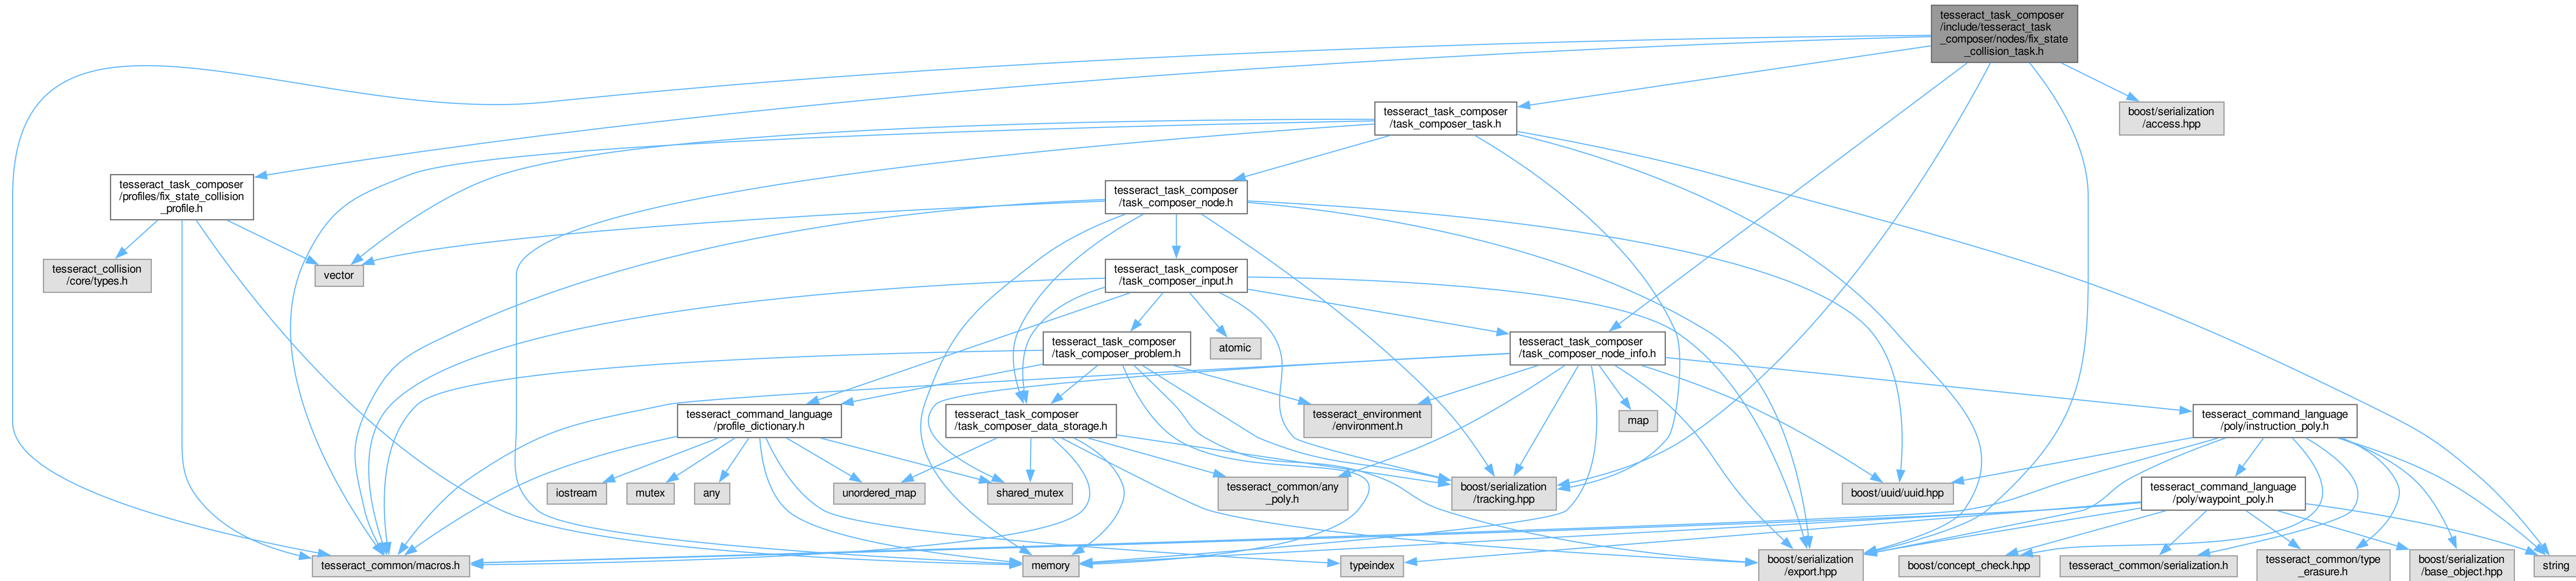 tesseract_task_composer
/include/tesseract_task
_composer/nodes/fix_state
_collision_task.h
tesseract_task_composer
/task_composer_task.h
boost/serialization
/access.hpp
tesseract_task_composer
/profiles/fix_state_collision
_profile.h
tesseract_task_composer
/task_composer_node.h
tesseract_collision
/core/types.h
vector
tesseract_task_composer
/task_composer_input.h
tesseract_task_composer
/task_composer_problem.h
atomic
tesseract_task_composer
/task_composer_node_info.h
tesseract_command_language
/profile_dictionary.h
tesseract_task_composer
/task_composer_data_storage.h
tesseract_environment
/environment.h
map
tesseract_command_language
/poly/instruction_poly.h
iostream
mutex
any
unordered_map
shared_mutex
tesseract_common/any
_poly.h
boost/serialization
/tracking.hpp
boost/uuid/uuid.hpp
tesseract_command_language
/poly/waypoint_poly.h
tesseract_common/macros.h
memory
typeindex
boost/serialization
/export.hpp
boost/concept_check.hpp
tesseract_common/serialization.h
tesseract_common/type
_erasure.h
boost/serialization
/base_object.hpp
string